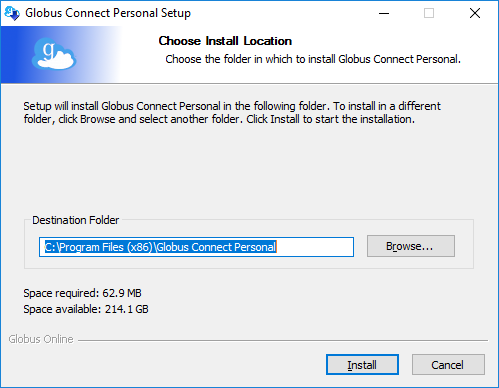 Globus Connect Personal Setup
g
Choose Install Location
Choose the folder in which to install Globus Connect Personal.
Setup will install Globus Connect Personal in the following folder. To install in a different
folder, click Browse and select another folder. Click Install to start the installation.
Destination Folder
C:\Program Files (x86)\Globus Connect Personal
Browse...
Space required: 62.9 MB
Space available: 214.1 GB
Globus Online
Install
Cancel